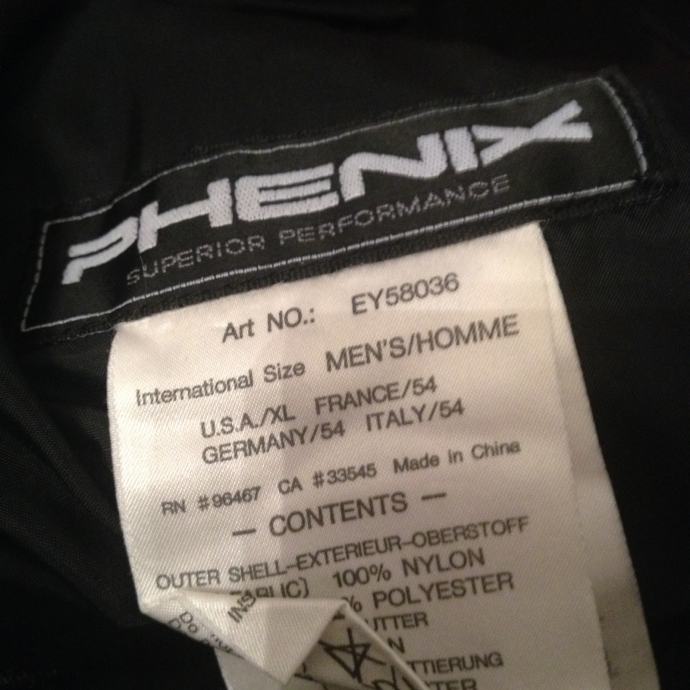 PHENIX
SUPERIOR PERFORMANCE
Art NO.: EY58036
International Size MEN'S/HOMME
U.S.A./XL FRANCE/54
GERMANY/54 ITALY/54
RN #96467 CA #33545 Made in China
— CONTENTS —
OUTER SHELL-EXTERIEUR-OBERSTOFF
100% NYLON
% POLYESTER